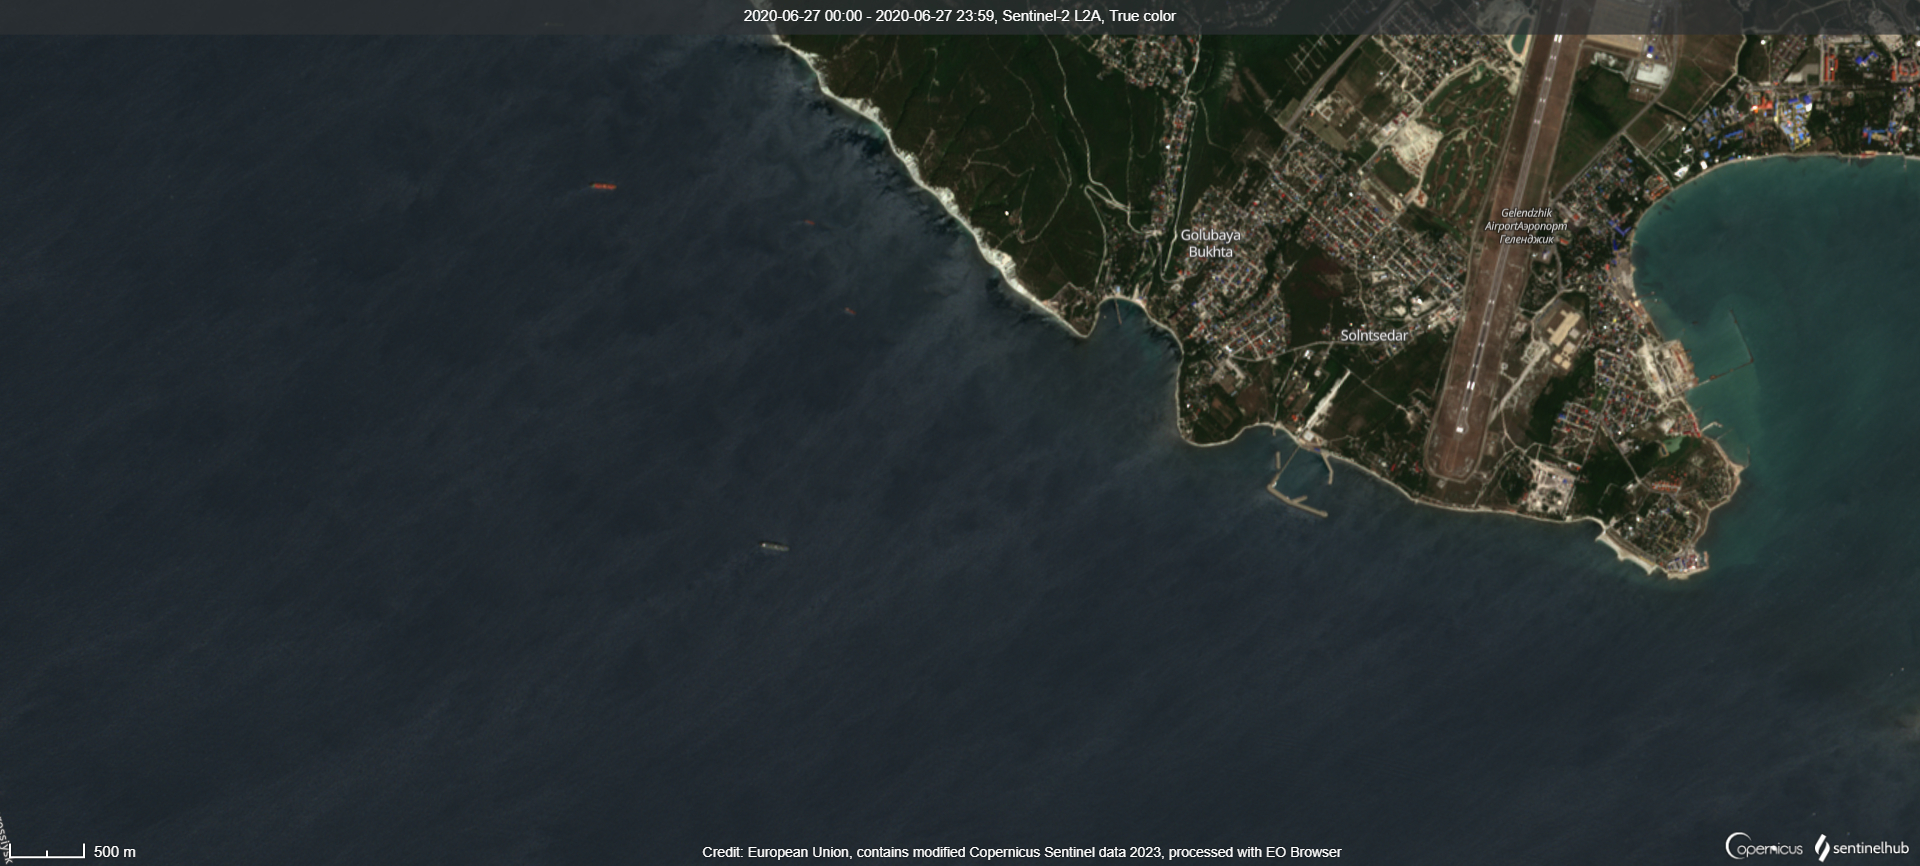 2020-06-27 00:00 - 2020-06-27 23:59, Sentinel-2 L2A, True color
Golubaya
Bukhta
Gelendzhik
AirportАэропорт
Геленджик
Solntsedar
500 m
Credit: European Union, contains modified Copernicus Sentinel data 2023, processed with EO Browser
Copernicus
sentinelhub